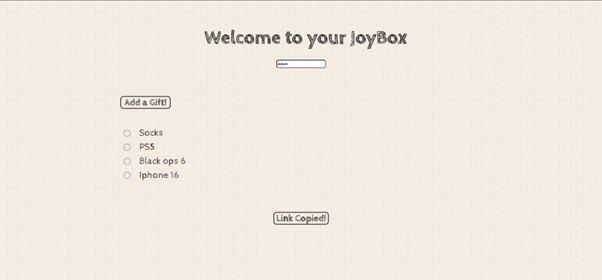 Welcome to your JoyBox
Adam
Add a Gift!
Socks
PS5
Black ops 6
Iphone 16
Link Copied!